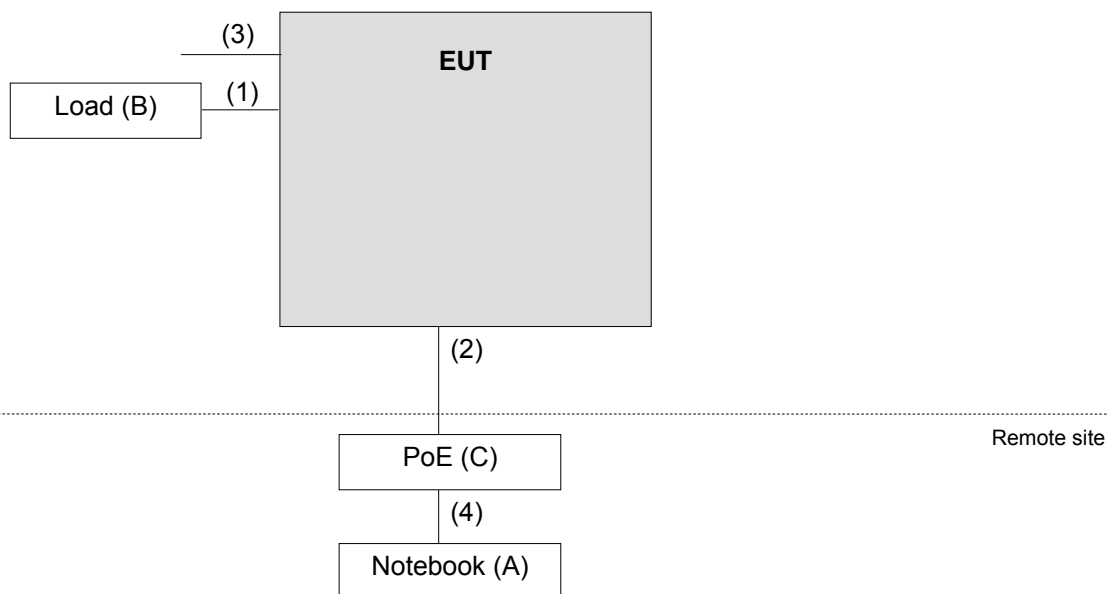 (3)
EUT
Load (B)
(1)
(2)
Remote site
PoE (C)
(4)
Notebook (A)